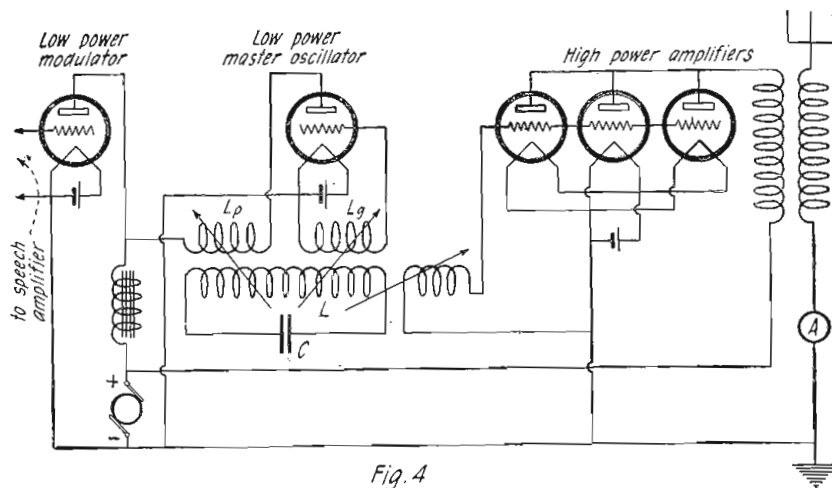 Low power
modulator
Low power
master oscillator
High power amplifiers
to speech
amplifier
Lp
Lg
L
C
A
+
-
Fig. 4